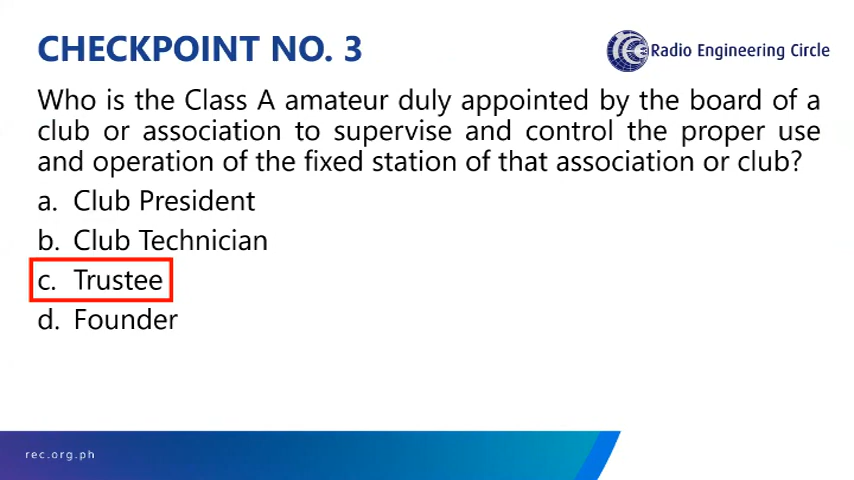 CHECKPOINT NO. 3
Radio Engineering Circle
Who is the Class A amateur duly appointed by the board of a
club or association to supervise and control the proper use
and operation of the fixed station of that association or club?
a. Club President
b. Club Technician
c. Trustee
d. Founder
rec.org.ph